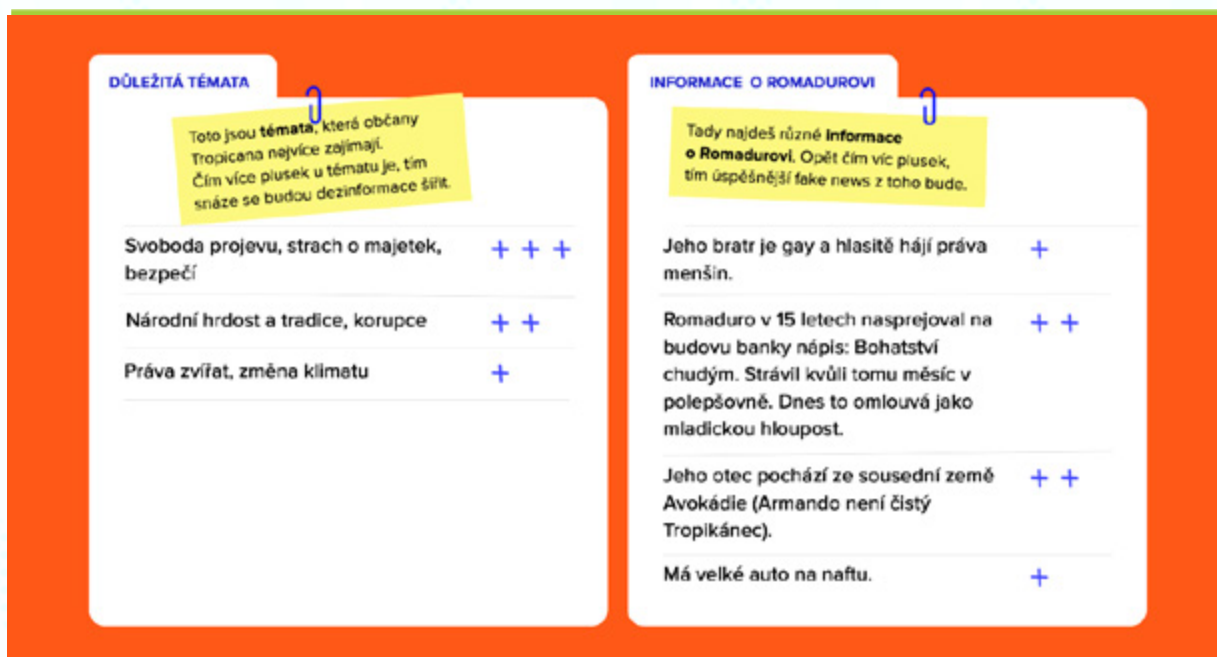 DŮLEŽITÁ TÉMATA
Toto jsou témata, která občany
Tropicana nejvíce zajímají.
Čím více plusek u tématu je, tím
snáze se budou dezinformace šířit.
Svoboda projevu, strach o majetek,
bezpečí
+ + +
Národní hrdost a tradice, korupce
+ +
Práva zvířat, změna klimatu
+
INFORMACE O ROMADUROVI
Tady najdeš různé informace
o Romadurovi. Opět čím víc plusek,
tím úspěšnější fake news z toho bude.
Jeho bratr je gay a hlasitě hájí práva
menšin.
+
Romaduro v 15 letech nasprejoval na
budovu banky nápis: Bohatství
chudým. Strávil kvůli tomu měsíc v
polepšovně. Dnes to omlouvá jako
mladickou hloupost.
+ +
Jeho otec pochází ze sousední země
Avokádie (Armando není čistý
Tropikánec).
+ +
Má velké auto na naftu.
+